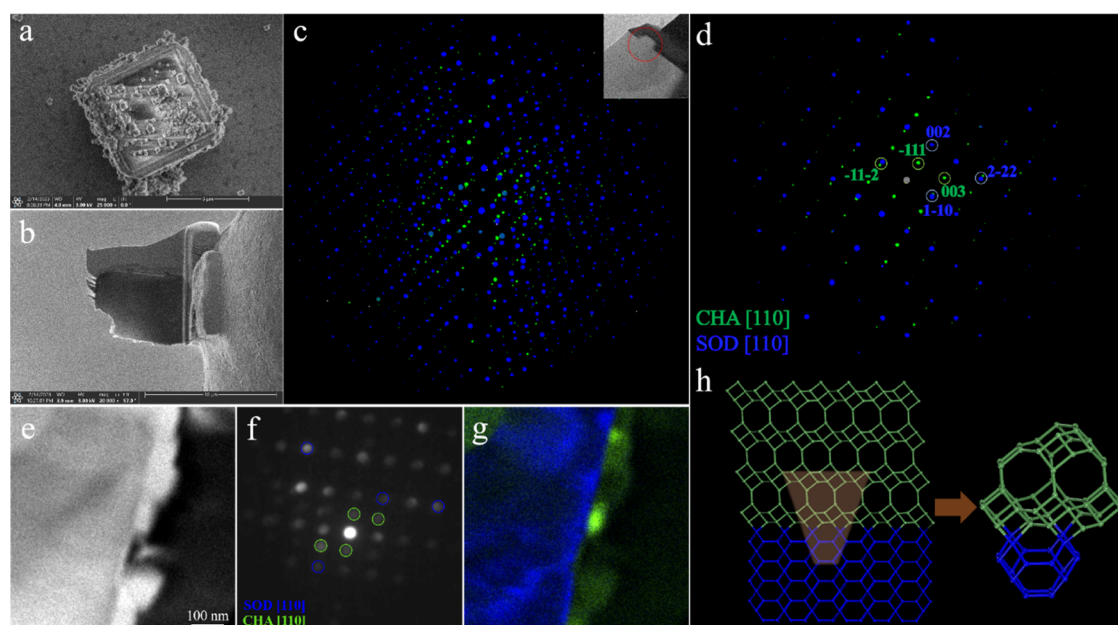 a
b
c
d
002
-111
-11-2
2-22
003
1-10
CHA [110]
SOD [110]
e
100 nm
f
SOD [110]
CHA [110]
g
h